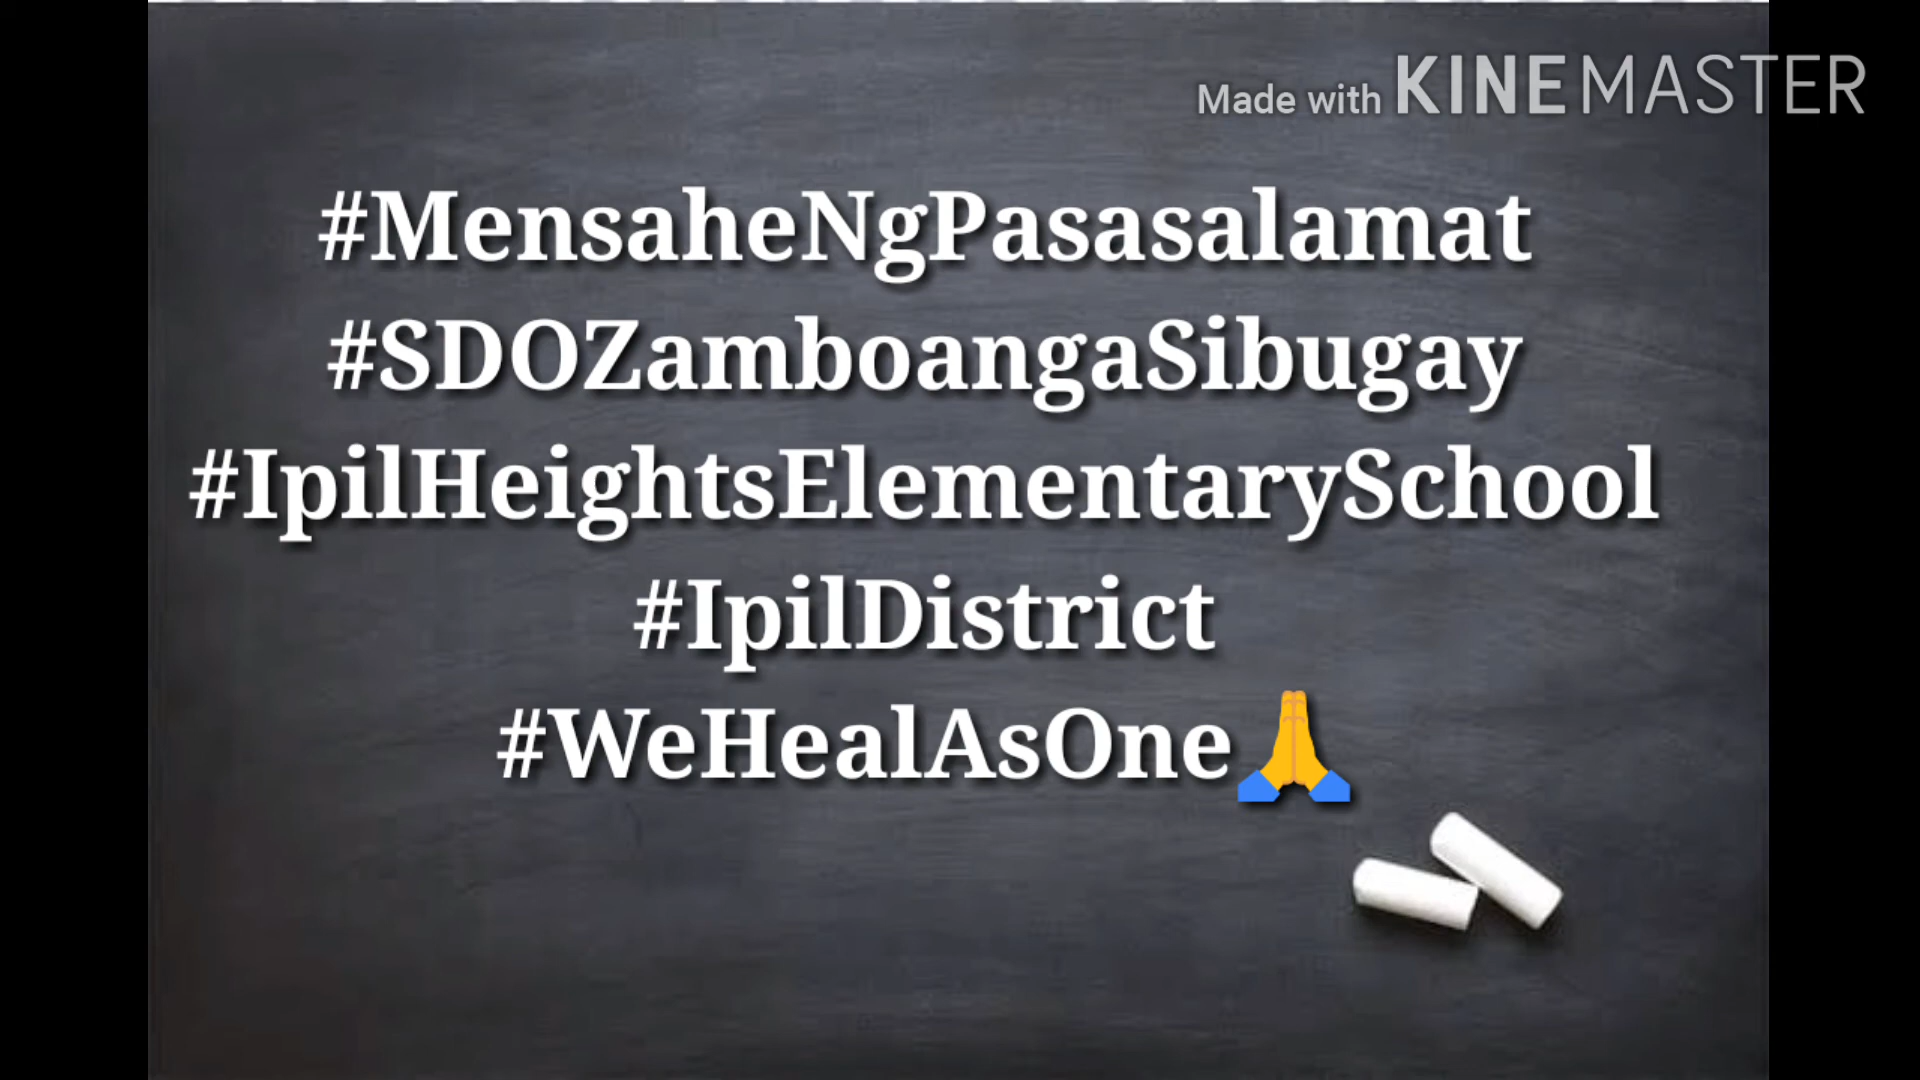 Made with KINEMASTER
#MensaheNgPasasalamat
#SDOZamboangaSibugay
#IpilHeightsElementarySchool
#IpilDistrict
#WeHealAsOne🙏